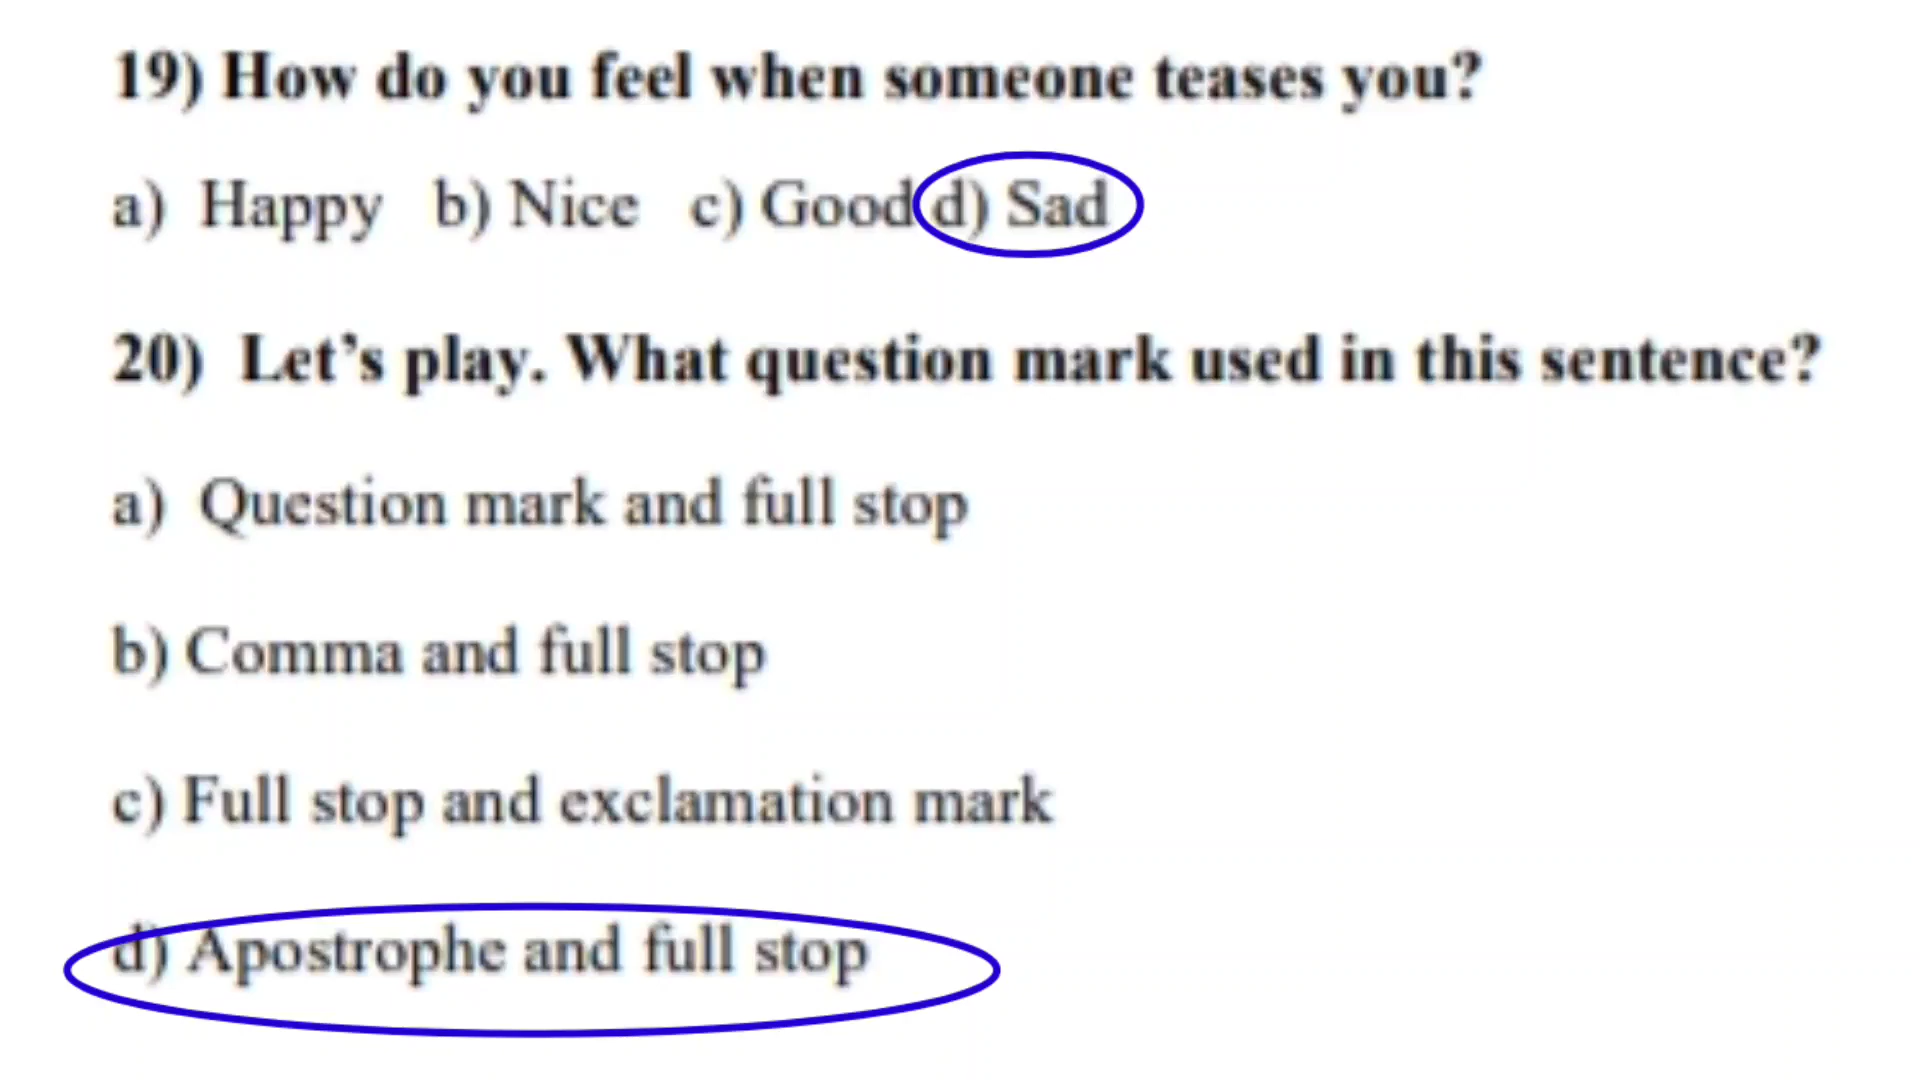 19) How do you feel when someone teases you?
a) Happy b) Nice c) Good d) Sad
20) Let’s play. What question mark used in this sentence?
a) Question mark and full stop
b) Comma and full stop
c) Full stop and exclamation mark
d) Apostrophe and full stop